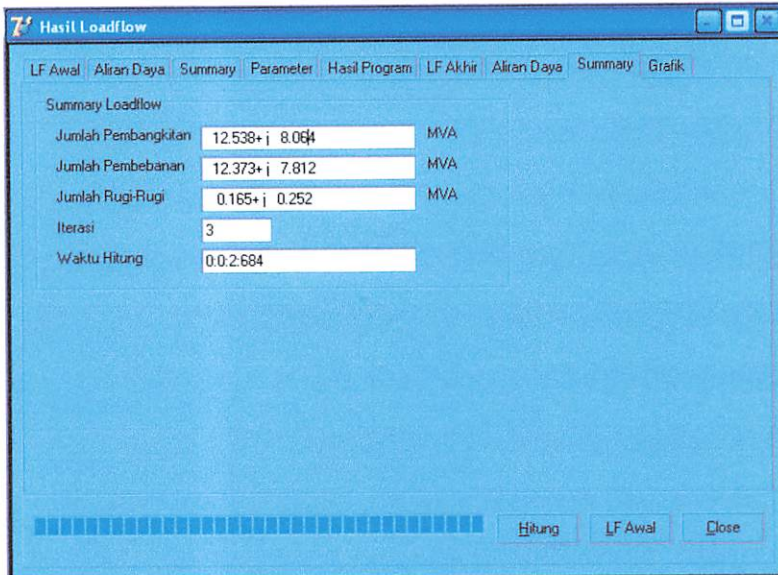 Hasil Loadflow
LF Awal Aliran Daya Summary Parameter Hasil Program LF Akhir Aliran Daya Summary Grafik
Summary Loadflow
Jumlah Pembangkitan 12.538+j 8.064 MVA
Jumlah Pembebanan 12.373+j 7.812 MVA
Jumlah Rugi-Rugi 0.165+j 0.252 MVA
Iterasi 3
Waktu Hitung 0:0:2:684
Hitung LF Awal Close